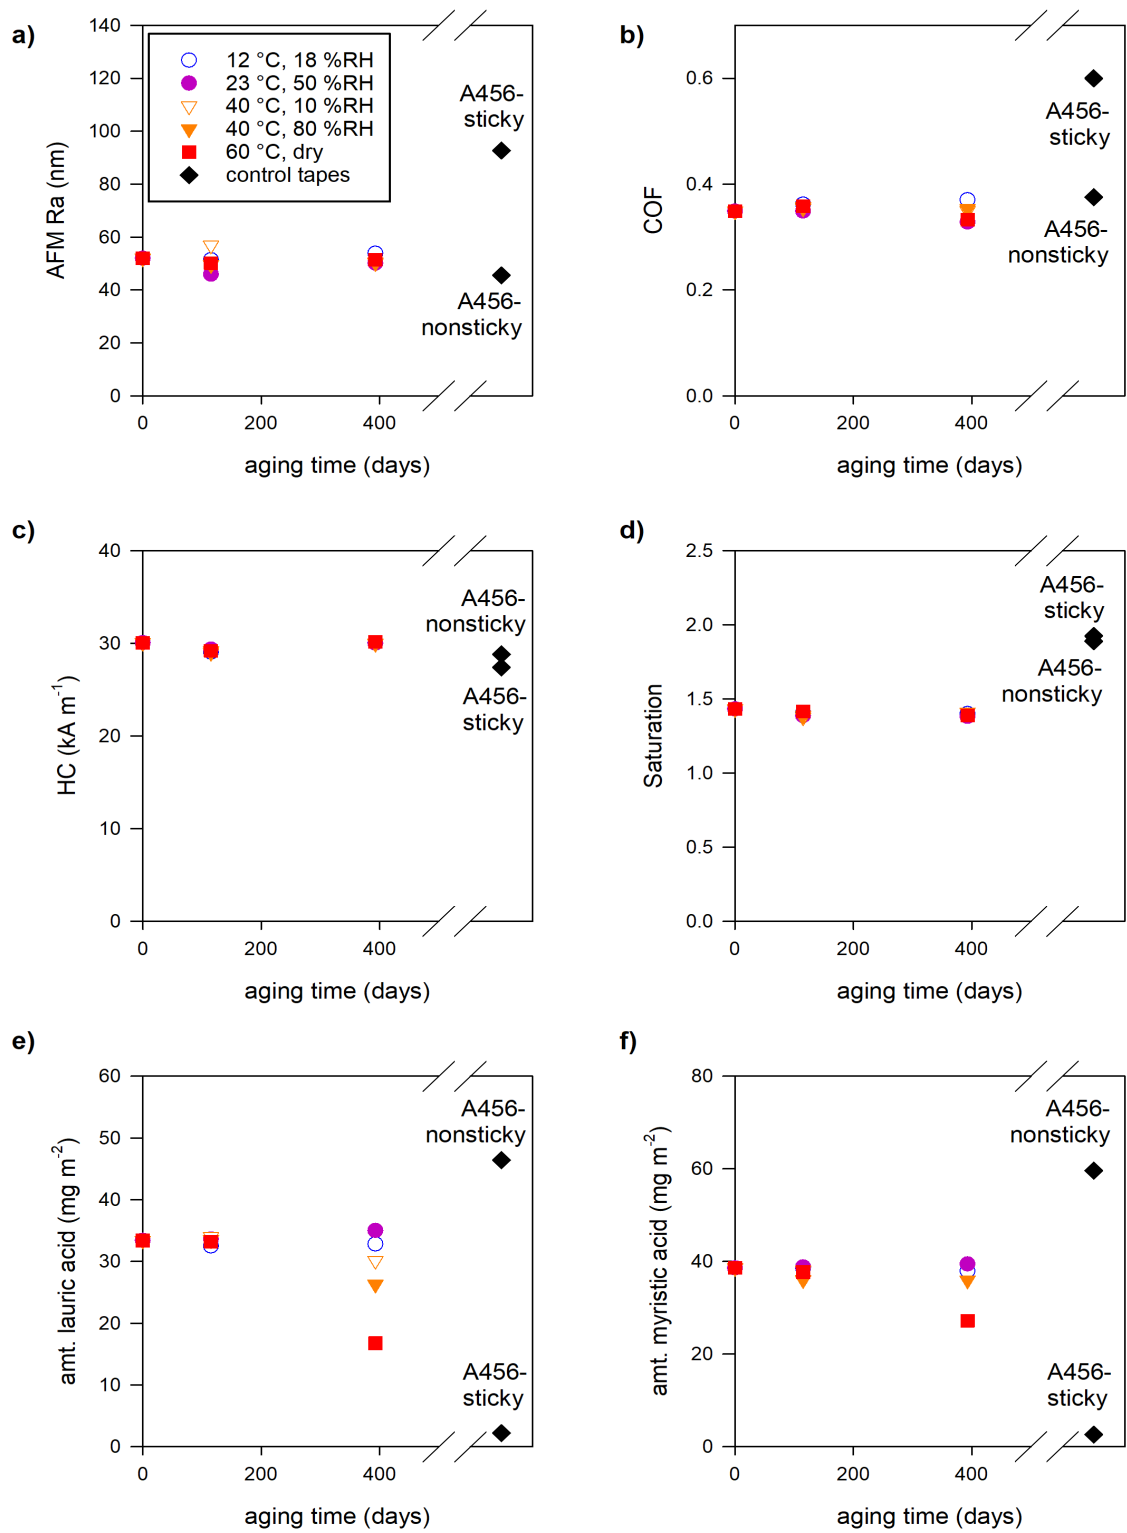 a)
140
120
100
80
60
40
20
0
AFM Ra (nm)
12 °C, 18 %RH
23 °C, 50 %RH
40 °C, 10 %RH
40 °C, 80 %RH
60 °C, dry
control tapes
A456-
sticky
A456-
nonsticky
0 200 400
aging time (days)
b)
0.6
0.4
0.2
0.0
COF
A456-
sticky
A456-
nonsticky
0 200 400
aging time (days)
c)
40
30
20
10
0
HC (kA m-1)
A456-
nonsticky
A456-
sticky
0 200 400
aging time (days)
d)
2.5
2.0
1.5
1.0
0.5
0.0
Saturation
A456-
sticky
A456-
nonsticky
0 200 400
aging time (days)
e)
60
50
40
30
20
10
0
amt. lauric acid (mg m-2)
A456-
nonsticky
A456-
sticky
0 200 400
aging time (days)
f)
80
60
40
20
0
amt. myristic acid (mg m-2)
A456-
nonsticky
A456-
sticky
0 200 400
aging time (days)